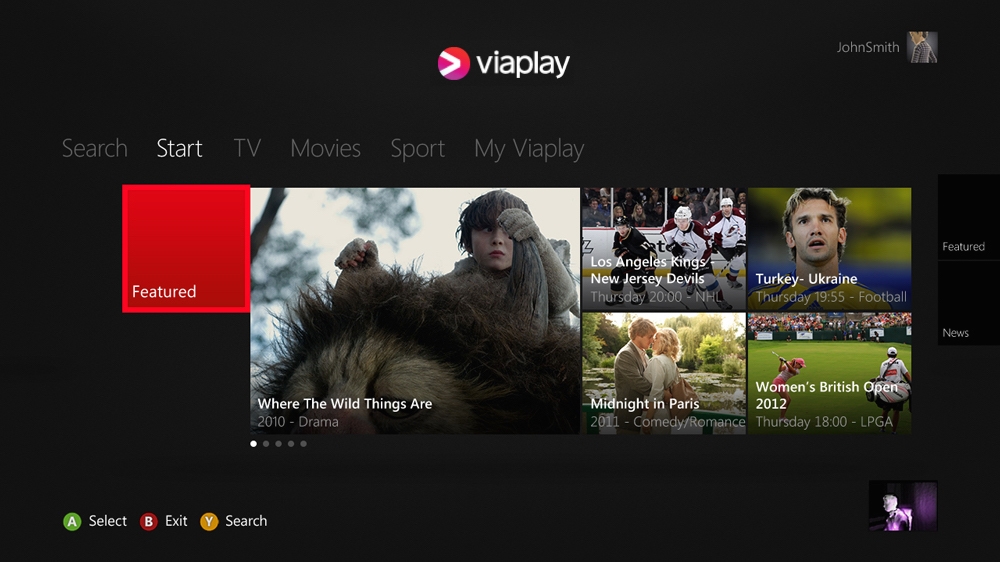 viaplay
JohnSmith
Search Start TV Movies Sport My Viaplay
Featured
Where The Wild Things Are
2010 - Drama
Los Angeles Kings
New Jersey Devils
Thursday 20:00 - NHL
Turkey- Ukraine
Thursday 19:55 - Football
Midnight in Paris
2011 - Comedy/Romance
Women's British Open
2012
Thursday 18:00 - LPGA
Featured
News
A Select B Exit Y Search